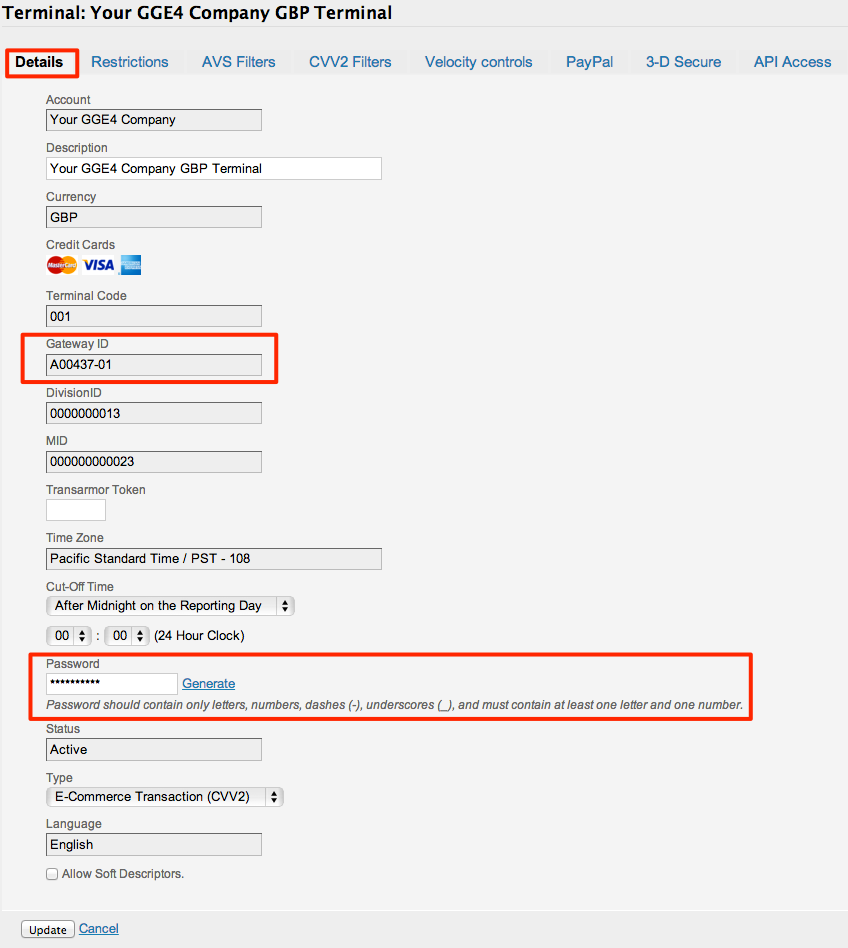 Terminal: Your GGE4 Company GBP Terminal
Details Restrictions AVS Filters CVV2 Filters Velocity controls PayPal 3-D Secure API Access
Account
Your GGE4 Company
Description
Your GGE4 Company GBP Terminal
Currency
GBP
Credit Cards
MasterCard VISA
Terminal Code
001
Gateway ID
A00437-01
DivisionID
0000000013
MID
000000000023
Transarmor Token
Time Zone
Pacific Standard Time / PST - 108
Cut-Off Time
After Midnight on the Reporting Day
00 : 00 (24 Hour Clock)
Password
********** Generate
Password should contain only letters, numbers, dashes (-), underscores (_), and must contain at least one letter and one number.
Status
Active
Type
E-Commerce Transaction (CVV2)
Language
English
Allow Soft Descriptors.
Update Cancel